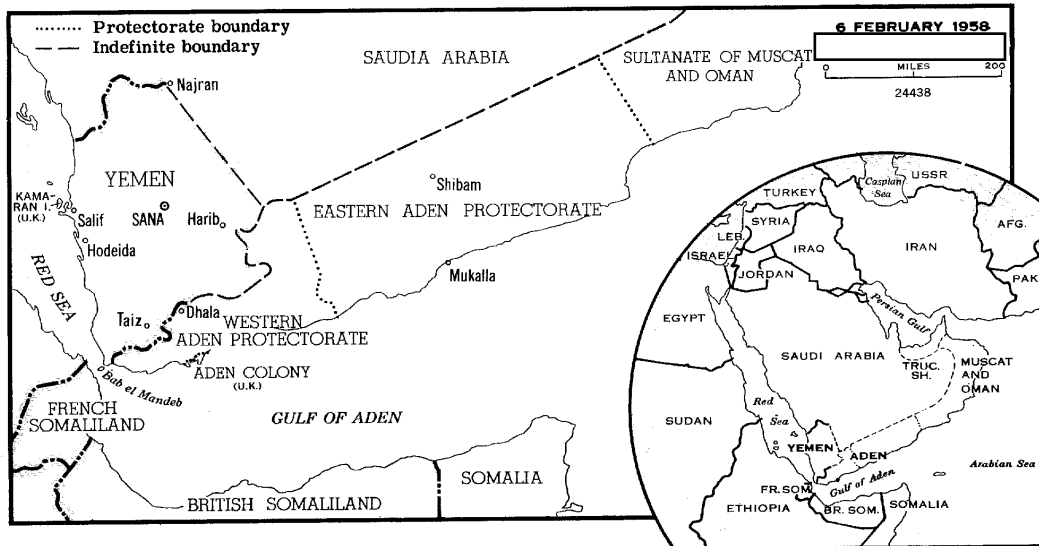 Protectorate boundary
Indefinite boundary
6 FEBRUARY 1958
0 MILES 200
24438
SAUDIA ARABIA
SULTANATE OF MUSCAT
AND OMAN
Najran
YEMEN
KAMA-
RAN I.
(U.K.)
Salif
SANA
Harib
Hodeida
Shibam
EASTERN ADEN PROTECTORATE
Mukalla
RED SEA
Taiz
Dhala
WESTERN
ADEN PROTECTORATE
ADEN COLONY
(U.K.)
Bab el Mandeb
FRENCH
SOMALILAND
GULF OF ADEN
BRITISH SOMALILAND
SOMALIA
TURKEY
Caspian
Sea
USSR
SYRIA
LEB.
ISRAEL
IRAQ
JORDAN
IRAN
AFG.
PAK
EGYPT
Persian Gulf
SAUDI ARABIA
TRUC.
SH.
MUSCAT
AND
OMAN
SUDAN
Red
Sea
YEMEN
ADEN
Arabian Sea
Gulf of Aden
FR.SOM.
ETHIOPIA
BR. SOM.
SOMALIA